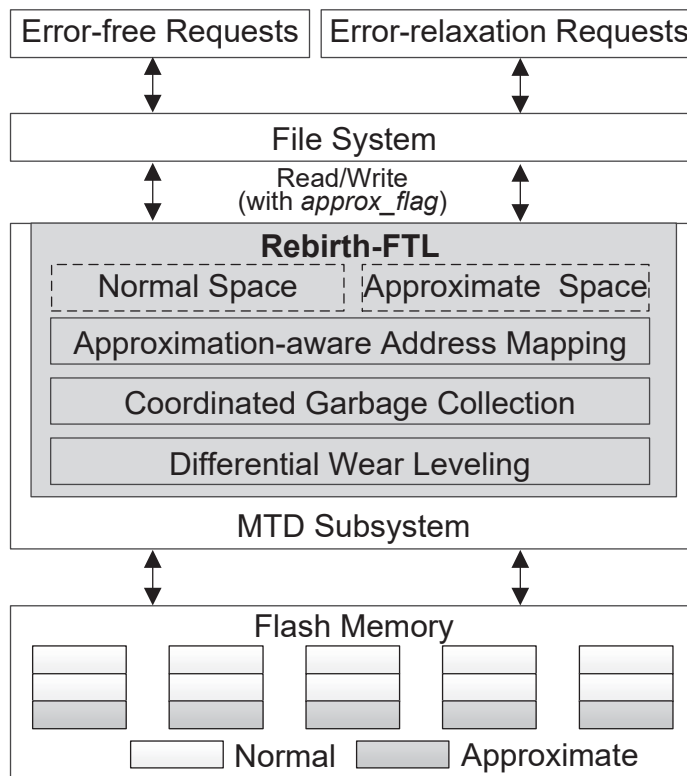 Error-free Requests
Error-relaxation Requests
File System
Read/Write
(with approx_flag)
Rebirth-FTL
Normal Space
Approximate Space
Approximation-aware Address Mapping
Coordinated Garbage Collection
Differential Wear Leveling
MTD Subsystem
Flash Memory
Normal
Approximate